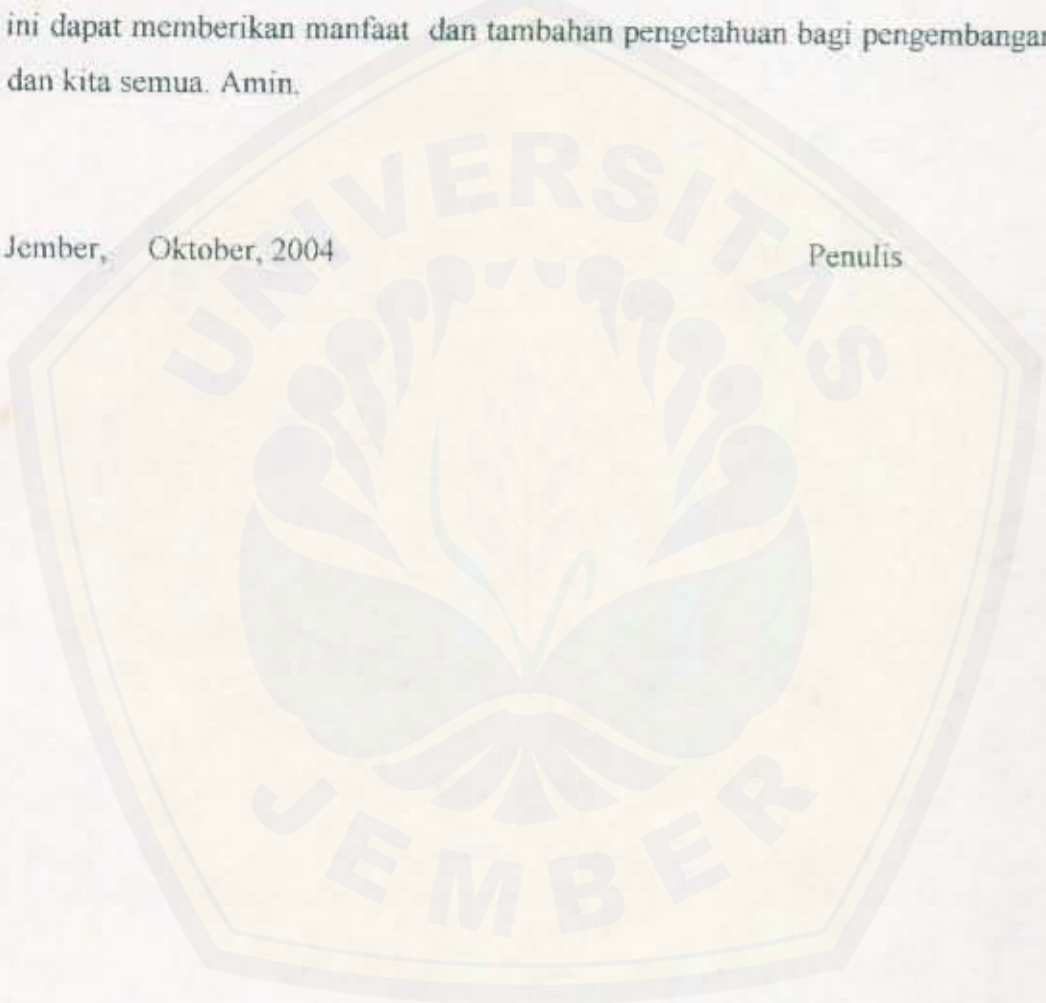 ini dapat memberikan manfaat dan tambahan pengetahuan bagi pengembangan
dan kita semua. Amin.
Jember, Oktober, 2004 Penulis
UNIVERSITAS
JEMBER